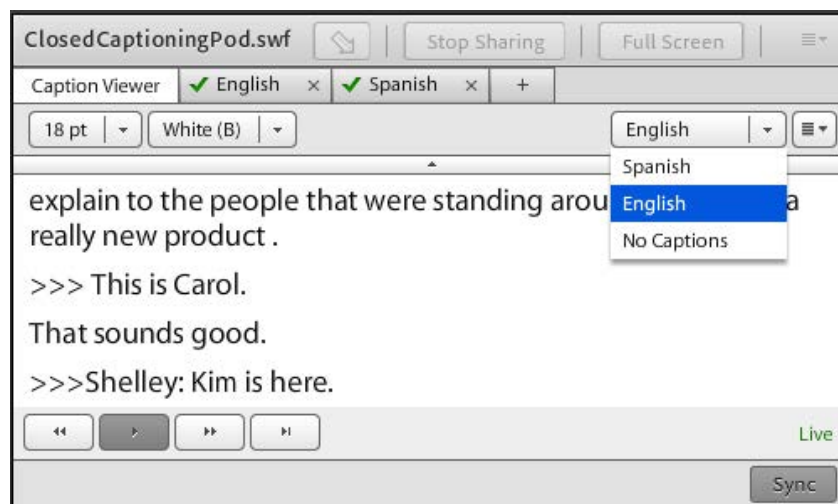 ClosedCaptioningPod.swf Stop Sharing Full Screen
Caption Viewer English × Spanish × +
18 pt White (B) English
Spanish
English
No Captions
explain to the people that were standing arou a
really new product .
>>> This is Carol.
That sounds good.
>>>Shelley: Kim is here.
Live
Sync